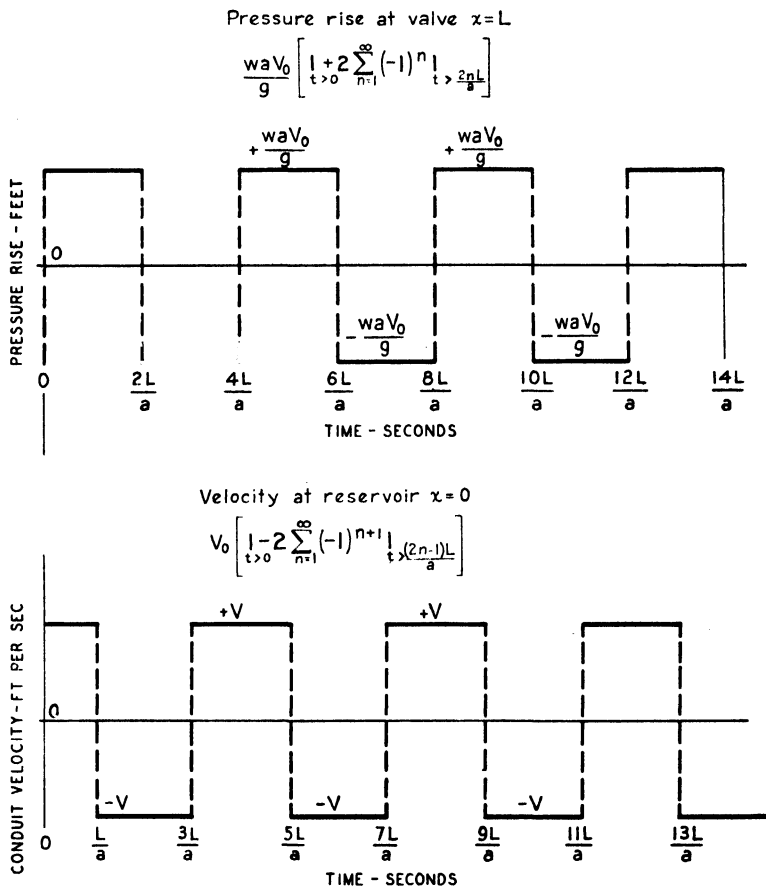 Pressure rise at valve x = L
waV₀/g [1 t>0 + 2 ∑ n=1 ∞ (-1)ⁿ 1 t > 2nL/a]
PRESSURE RISE - FEET
+ waV₀/g + waV₀/g
0
- waV₀/g - waV₀/g
0 2L/a 4L/a 6L/a 8L/a 10L/a 12L/a 14L/a
TIME - SECONDS
Velocity at reservoir x = 0
V₀ [1 t>0 - 2 ∑ n=1 ∞ (-1)ⁿ⁺¹ 1 t > (2n-1)L/a]
CONDUIT VELOCITY - FT PER SEC
+V +V
0
-V -V -V
0 L/a 3L/a 5L/a 7L/a 9L/a 11L/a 13L/a
TIME - SECONDS